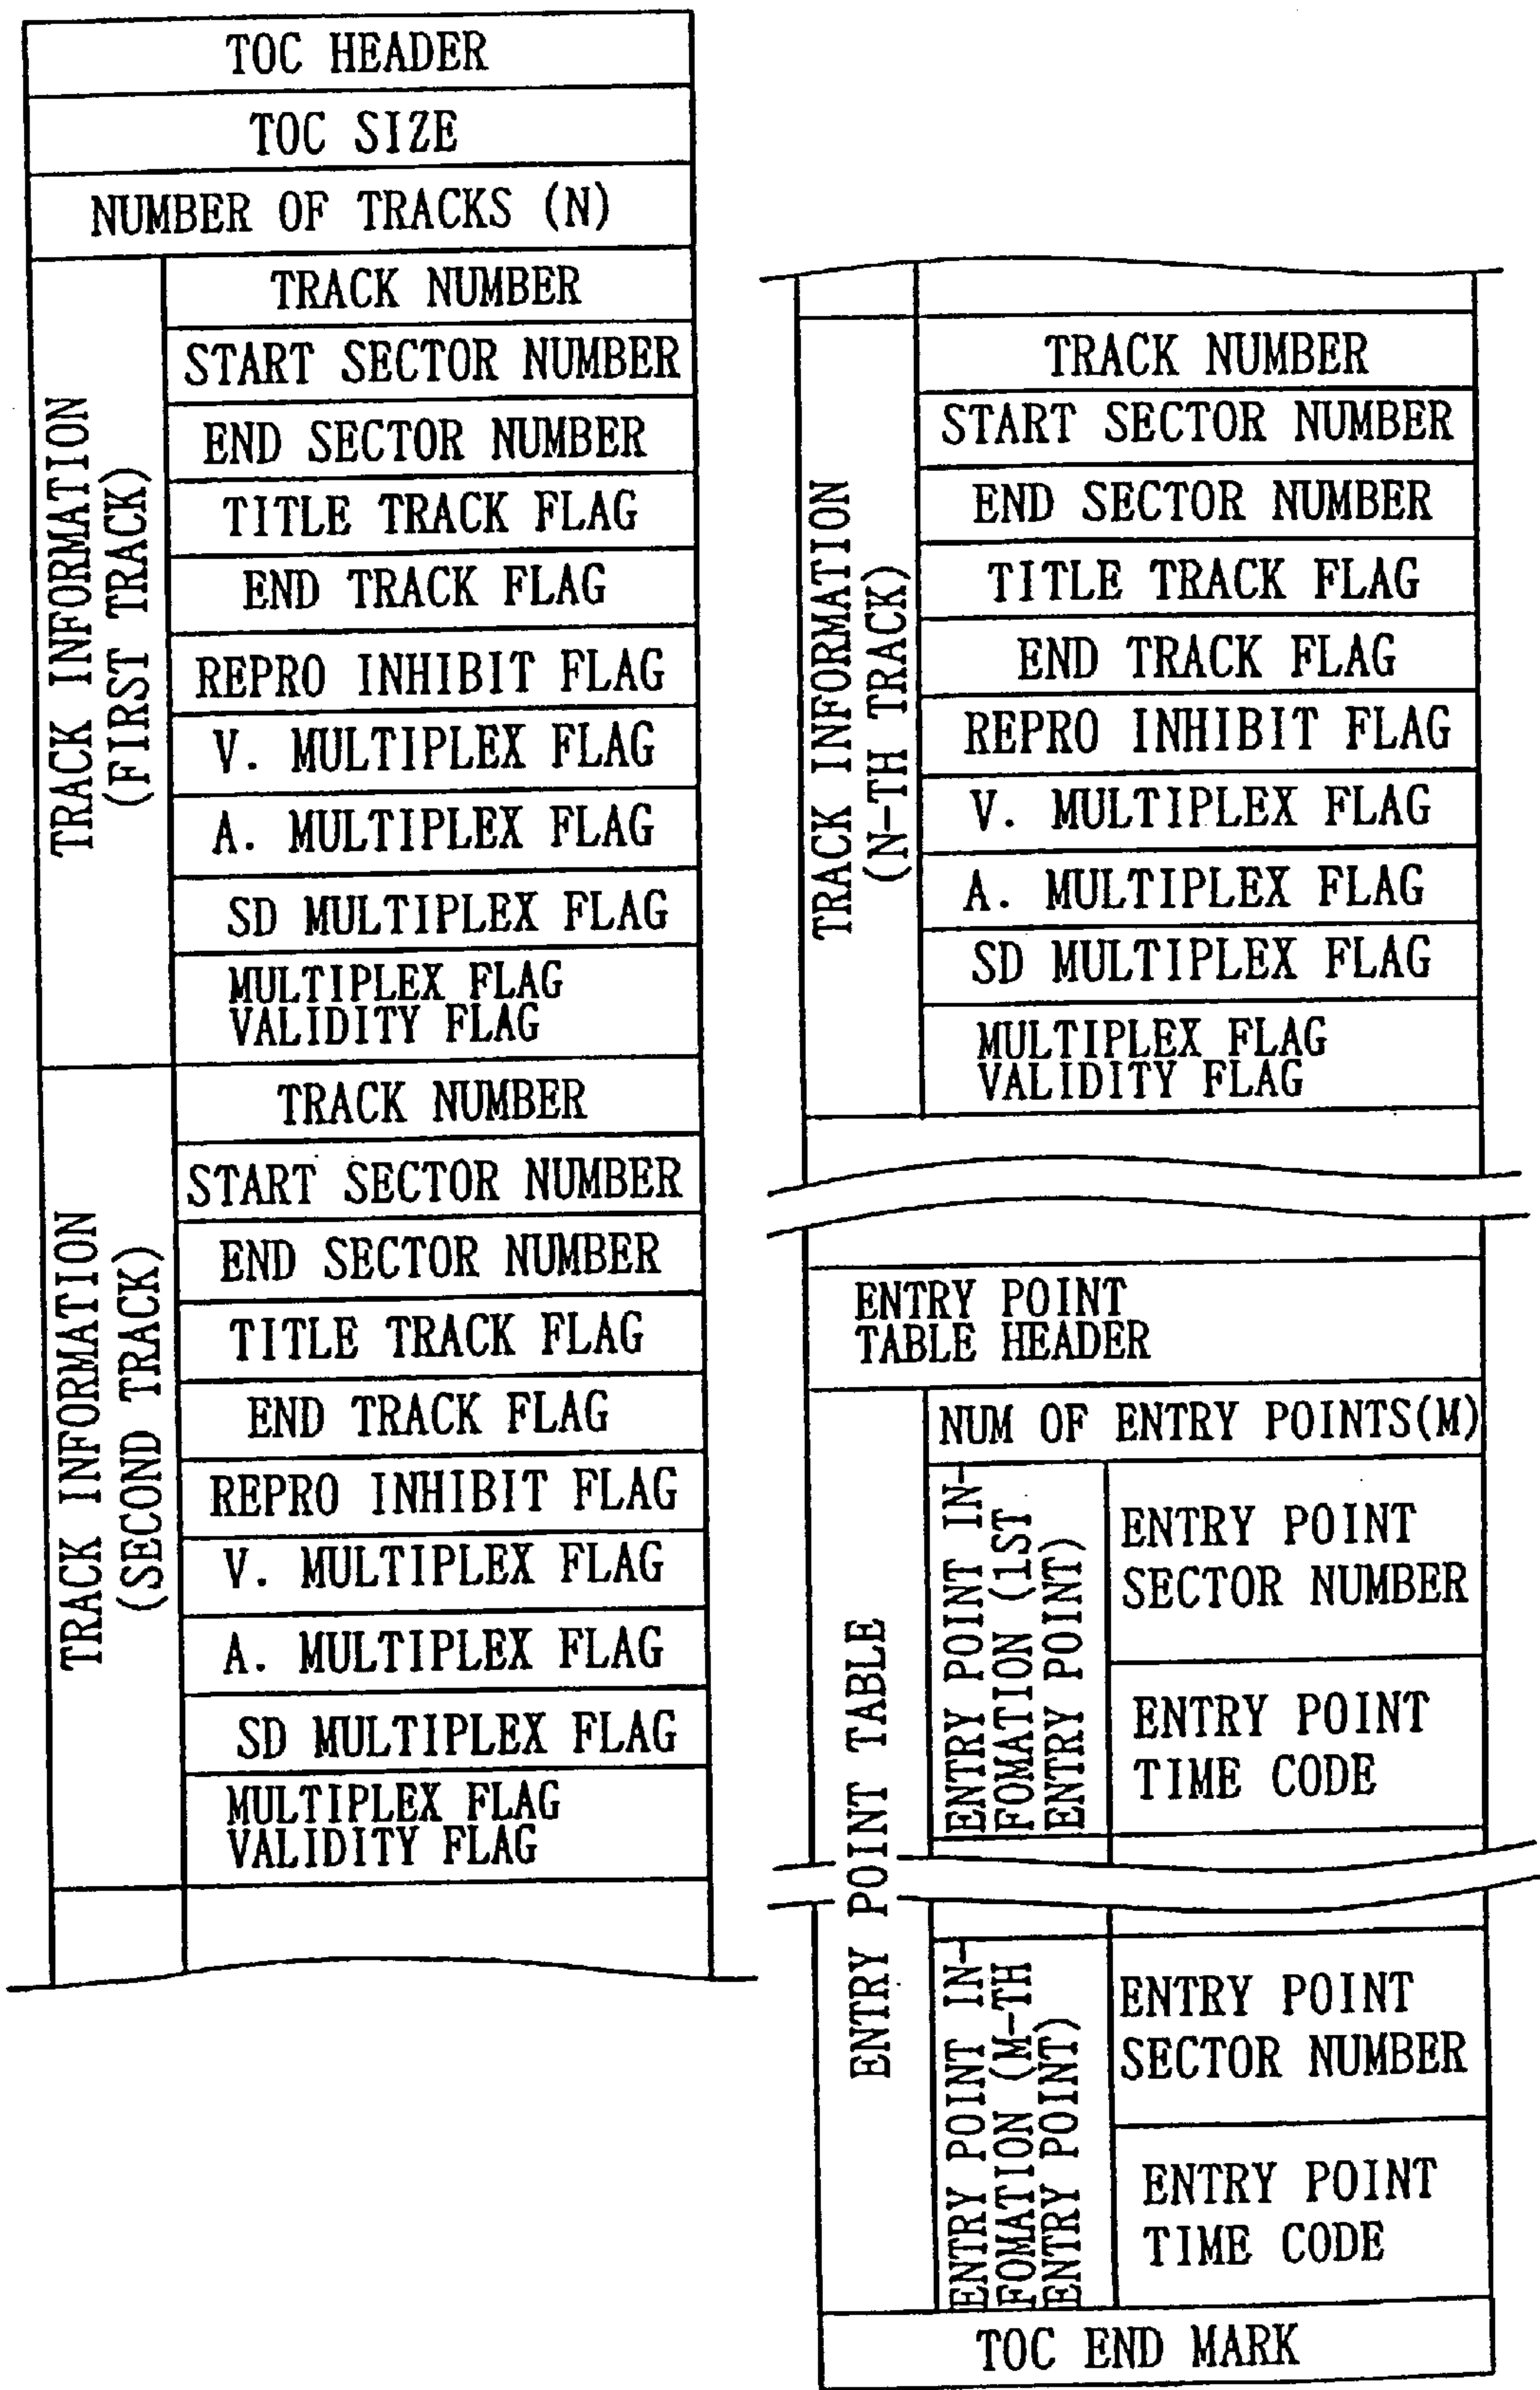 TOC HEADER
TOC SIZE
NUMBER OF TRACKS (N)
TRACK INFORMATION
(FIRST TRACK)
TRACK NUMBER
START SECTOR NUMBER
END SECTOR NUMBER
TITLE TRACK FLAG
END TRACK FLAG
REPRO INHIBIT FLAG
V. MULTIPLEX FLAG
A. MULTIPLEX FLAG
SD MULTIPLEX FLAG
MULTIPLEX FLAG
VALIDITY FLAG
TRACK INFORMATION
(SECOND TRACK)
TRACK NUMBER
START SECTOR NUMBER
END SECTOR NUMBER
TITLE TRACK FLAG
END TRACK FLAG
REPRO INHIBIT FLAG
V. MULTIPLEX FLAG
A. MULTIPLEX FLAG
SD MULTIPLEX FLAG
MULTIPLEX FLAG
VALIDITY FLAG
TRACK INFORMATION
(N-TH TRACK)
TRACK NUMBER
START SECTOR NUMBER
END SECTOR NUMBER
TITLE TRACK FLAG
END TRACK FLAG
REPRO INHIBIT FLAG
V. MULTIPLEX FLAG
A. MULTIPLEX FLAG
SD MULTIPLEX FLAG
MULTIPLEX FLAG
VALIDITY FLAG
ENTRY POINT
TABLE HEADER
ENTRY POINT TABLE
NUM OF ENTRY POINTS(M)
ENTRY POINT IN-
FOMATION (1ST
ENTRY POINT)
ENTRY POINT
SECTOR NUMBER
ENTRY POINT
TIME CODE
ENTRY POINT IN-
FOMATION (M-TH
ENTRY POINT)
ENTRY POINT
SECTOR NUMBER
ENTRY POINT
TIME CODE
TOC END MARK